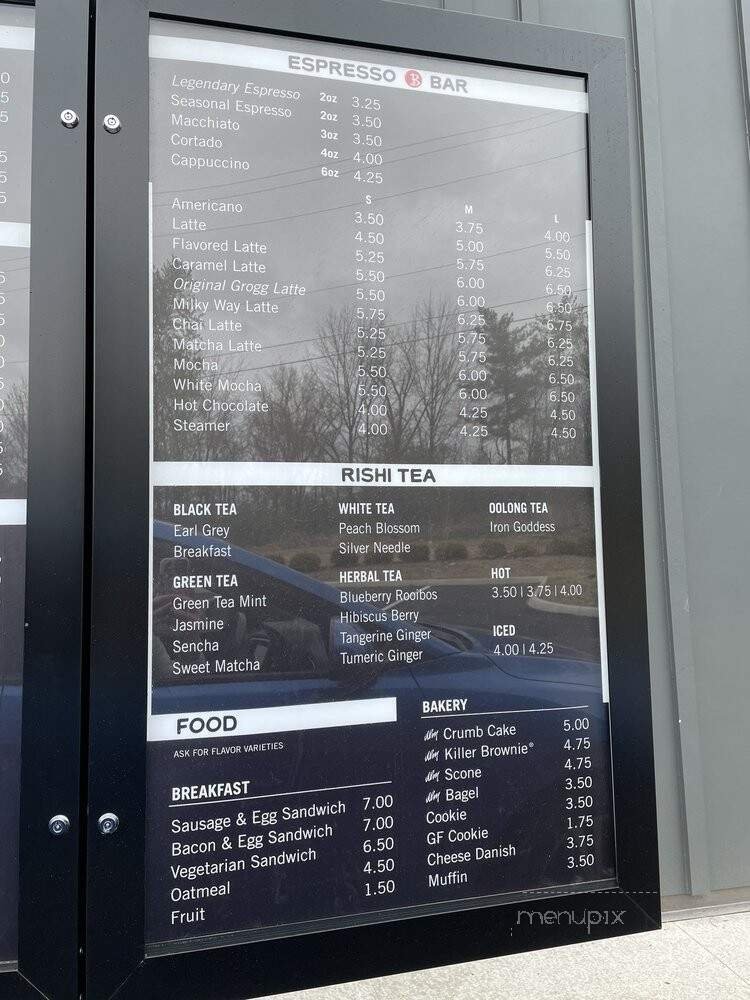 ESPRESSO B BAR
Legendary Espresso 2oz 3.25
Seasonal Espresso 2oz 3.50
Macchiato 3oz 3.50
Cortado 4oz 4.00
Cappuccino 6oz 4.25
S M L
Americano 3.50 3.75 4.00
Latte 4.50 5.00 5.50
Flavored Latte 5.25 5.75 6.25
Caramel Latte 5.50 6.00 6.50
Original Grogg Latte 5.50 6.00 6.50
Milky Way Latte 5.75 6.25 6.75
Chai Latte 5.25 5.75 6.25
Matcha Latte 5.25 5.75 6.25
Mocha 5.50 6.00 6.50
White Mocha 5.50 6.00 6.50
Hot Chocolate 4.00 4.25 4.50
Steamer 4.00 4.25 4.50
RISHI TEA
BLACK TEA
Earl Grey
Breakfast
GREEN TEA
Green Tea Mint
Jasmine
Sencha
Sweet Matcha
WHITE TEA
Peach Blossom
Silver Needle
HERBAL TEA
Blueberry Rooibos
Hibiscus Berry
Tangerine Ginger
Tumeric Ginger
OOLONG TEA
Iron Goddess
HOT
3.50 | 3.75 | 4.00
ICED
4.00 | 4.25
FOOD
ASK FOR FLAVOR VARIETIES
BREAKFAST
Sausage & Egg Sandwich 7.00
Bacon & Egg Sandwich 7.00
Vegetarian Sandwich 6.50
Oatmeal 4.50
Fruit 1.50
BAKERY
Crumb Cake 5.00
Killer Brownie® 4.75
Scone 4.75
Bagel 3.50
Cookie 3.50
GF Cookie 1.75
Cheese Danish 3.75
Muffin 3.50
menupix